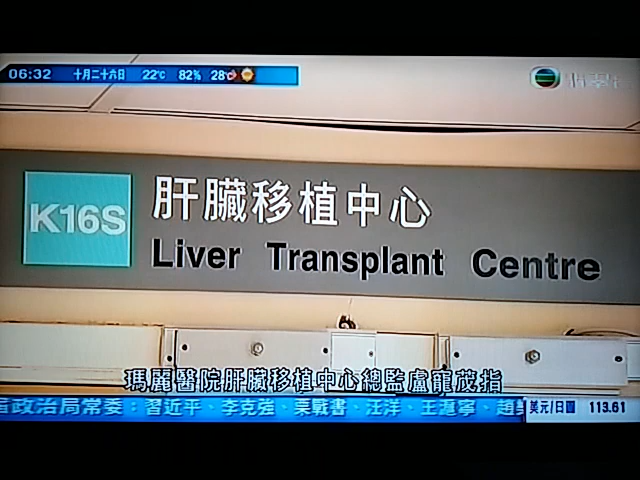 06:32 十月二十六日 22℃ 82% 28℃
K16S
肝臟移植中心
Liver Transplant Centre
瑪麗醫院肝臟移植中心總監盧寵茂指
政治局常委：習近平、李克強、栗戰書、汪洋、王滬寧、趙
美元/日圓 113.61